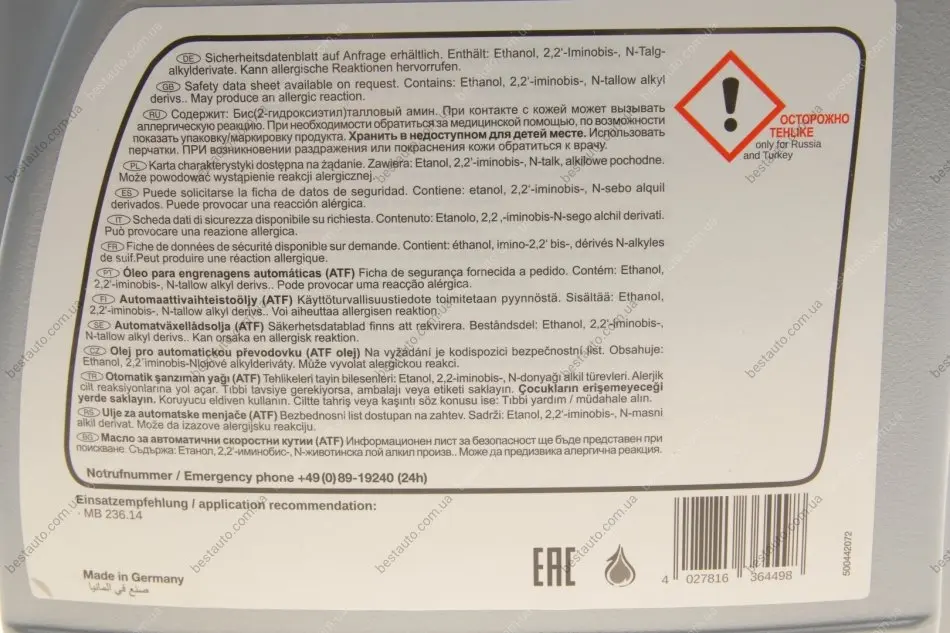 DE Sicherheitsdatenblatt auf Anfrage erhältlich. Enthält: Ethanol, 2,2'-Iminobis-, N-Talg-
alkylderivate. Kann allergische Reaktionen hervorrufen.
GB Safety data sheet available on request. Contains: Ethanol, 2,2'-iminobis-, N-tallow alkyl
derivs.. May produce an allergic reaction.
RU Содержит: Бис(2-гидроксиэтил)талловый амин. При контакте с кожей может вызывать
аллергическую реакцию. При необходимости обратиться за медицинской помощью, по возможности
показать упаковку/маркировку продукта. Хранить в недоступном для детей месте. Использовать
перчатки. ПРИ возникновении раздражения или покраснения кожи обратиться к врачу.
PL Karta charakterystyki dostępna na żądanie. Zawiera: Etanol, 2,2'-iminobis-, N-talk, alkilowe pochodne.
Może powodować wystąpienie reakcji alergicznej.
ES Puede solicitarse la ficha de datos de seguridad. Contiene: etanol, 2,2'-iminobis-, N-sebo alquil
derivados. Puede provocar una reacción alérgica.
IT Scheda dati di sicurezza disponibile su richiesta. Contenuto: Etanolo, 2,2,-iminobis-N-sego alchil derivati.
Può provocare una reazione allergica.
FR Fiche de données de sécurité disponible sur demande. Contient: éthanol, imino-2,2' bis-, dérivés N-alkyles
de suif.Peut produire une réaction allergique.
PT Óleo para engrenagens automáticas (ATF) Ficha de segurança fornecida a pedido. Contém: Ethanol,
2,2'-iminobis-, N-tallow alkyl derivs.. Pode provocar uma reacção alérgica.
FI Automaattivaihteistoöljy (ATF) Käyttöturvallisuustiedote toimitetaan pyynnöstä. Sisältää: Ethanol,
2,2'-iminobis-, N-tallow alkyl derivs.. Voi aiheuttaa allergisen reaktion.
SE Automatväxellådsolja (ATF) Säkerhetsdatablad finns att rekvirera. Beståndsdel: Ethanol, 2,2'-iminobis-,
N-tallow alkyl derivs.. Kan orsaka en allergisk reaktion.
CZ Olej pro automatickou převodovku (ATF olej) Na vyžádání je kodispozici bezpečnostní list. Obsahuje:
Ethanol, 2,2'iminobis-Nlojové alkylderiváty. Může vyvolat alergickou reakci.
TR Otomatik şanzıman yağı (ATF) Tehlikeleri tayin bilesenleri: Etanol, 2,2-iminobis-, N-donyağı alkil türevleri. Alerjik
cilt reaksiyonlarına yol açar. Tıbbi tavsiye gerekiyorsa, ambalajı veya etiketi saklayın. Çocukların erişemeyeceği
yerde saklayın. Koruyucu eldiven kullanın. Ciltte tahriş veya kaşıntı söz konusu ise: Tıbbi yardım / müdahale alın.
RS Ulje za automatske menjače (ATF) Bezbednosni list dostupan na zahtev. Sadrži: Etanol, 2,2'-iminobis-, N-masni
alkil derivat. Može da izazove alergijsku reakciju.
BG Масло за автоматични скоростни кутии (ATF) Информационен лист за безопасност ще бъде представен при
поискване. Съдържа: Етанол, 2,2'-иминобис-, N-животинска лой алкил произв.. Може да предизвика алергична реакция.
Notrufnummer / Emergency phone +49(0)89-19240 (24h)
ОСТОРОЖНО
TEHLIKE
only for Russia
and Turkey
Einsatzempfehlung / application recommendation:
· MB 236.14
Made in Germany
صنع في المانيا
EAC
4 027816 364498
500442072
bestauto.com.ua